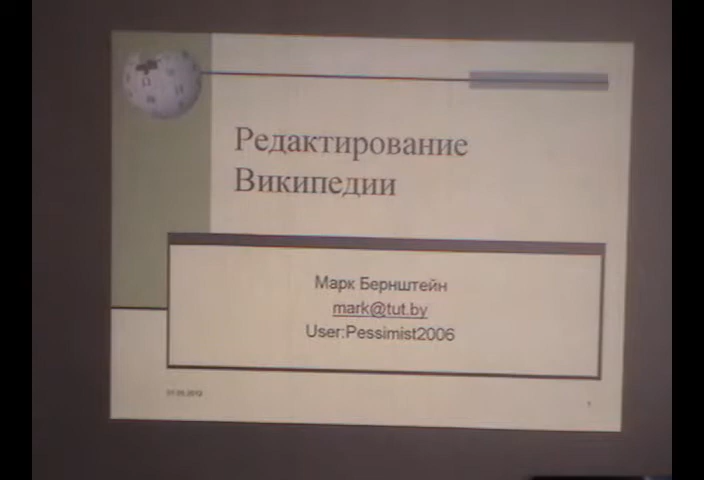 Редактирование
Википедии
Марк Бернштейн
mark@tut.by
User:Pessimist2006